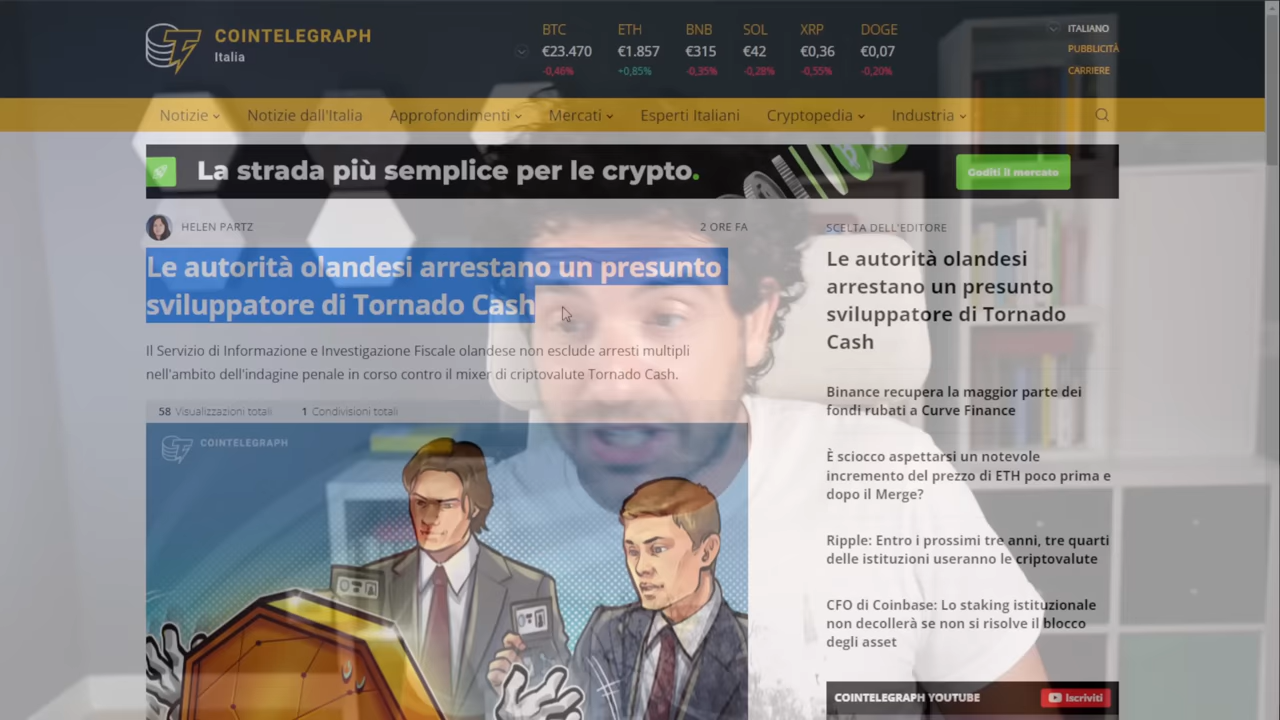 COINTELEGRAPH
Italia
BTC
€23.470
-0,46%
ETH
€1.857
+0,85%
BNB
€315
-0,35%
SOL
€42
-0,28%
XRP
€0,36
-0,55%
DOGE
€0,07
-0,20%
ITALIANO
PUBBLICITÀ
CARRIERE
Notizie
Notizie dall'Italia
Approfondimenti
Mercati
Esperti Italiani
Cryptopedia
Industria
La strada più semplice per le crypto.
Goditi il mercato
HELEN PARTZ
2 ORE FA
Le autorità olandesi arrestano un presunto
sviluppatore di Tornado Cash
Il Servizio di Informazione e Investigazione Fiscale olandese non esclude arresti multipli
nell'ambito dell'indagine penale in corso contro il mixer di criptovalute Tornado Cash.
58 Visualizzazioni totali
1 Condivisioni totali
COINTELEGRAPH
SCELTA DELL'EDITORE
Le autorità olandesi
arrestano un presunto
sviluppatore di Tornado
Cash
Binance recupera la maggior parte dei
fondi rubati a Curve Finance
È sciocco aspettarsi un notevole
incremento del prezzo di ETH poco prima e
dopo il Merge?
Ripple: Entro i prossimi tre anni, tre quarti
delle istituzioni useranno le criptovalute
CFO di Coinbase: Lo staking istituzionale
non decollerà se non si risolve il blocco
degli asset
COINTELEGRAPH YOUTUBE
Iscriviti